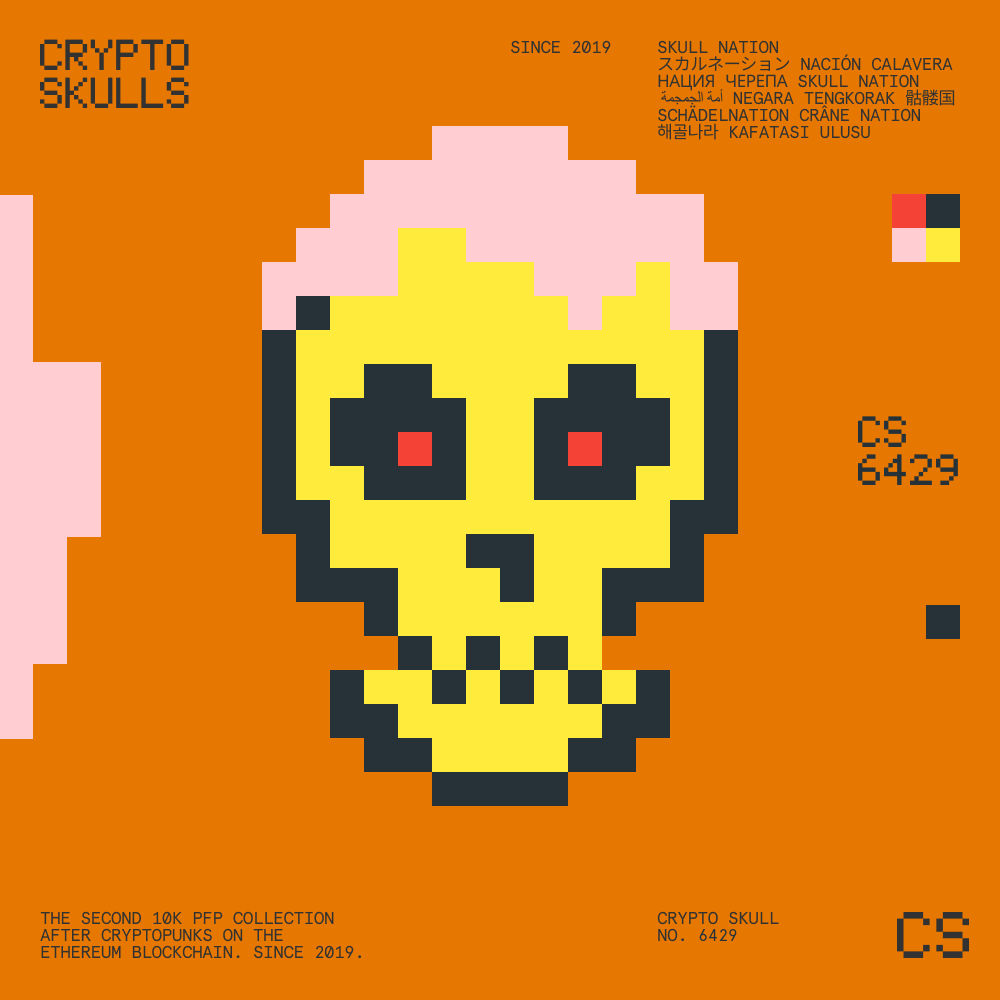 CRYPTO
SKULLS
SINCE 2019
SKULL NATION
スカルネーション NACIÓN CALAVERA
НАЦИЯ ЧЕРЕПА SKULL NATION
أمة الجمجمة NEGARA TENGKORAK 骷髅国
SCHÄDELNATION CRÂNE NATION
해골나라 KAFATASI ULUSU
CS
6429
THE SECOND 10K PFP COLLECTION
AFTER CRYPTOPUNKS ON THE
ETHEREUM BLOCKCHAIN. SINCE 2019.
CRYPTO SKULL
NO. 6429
CS